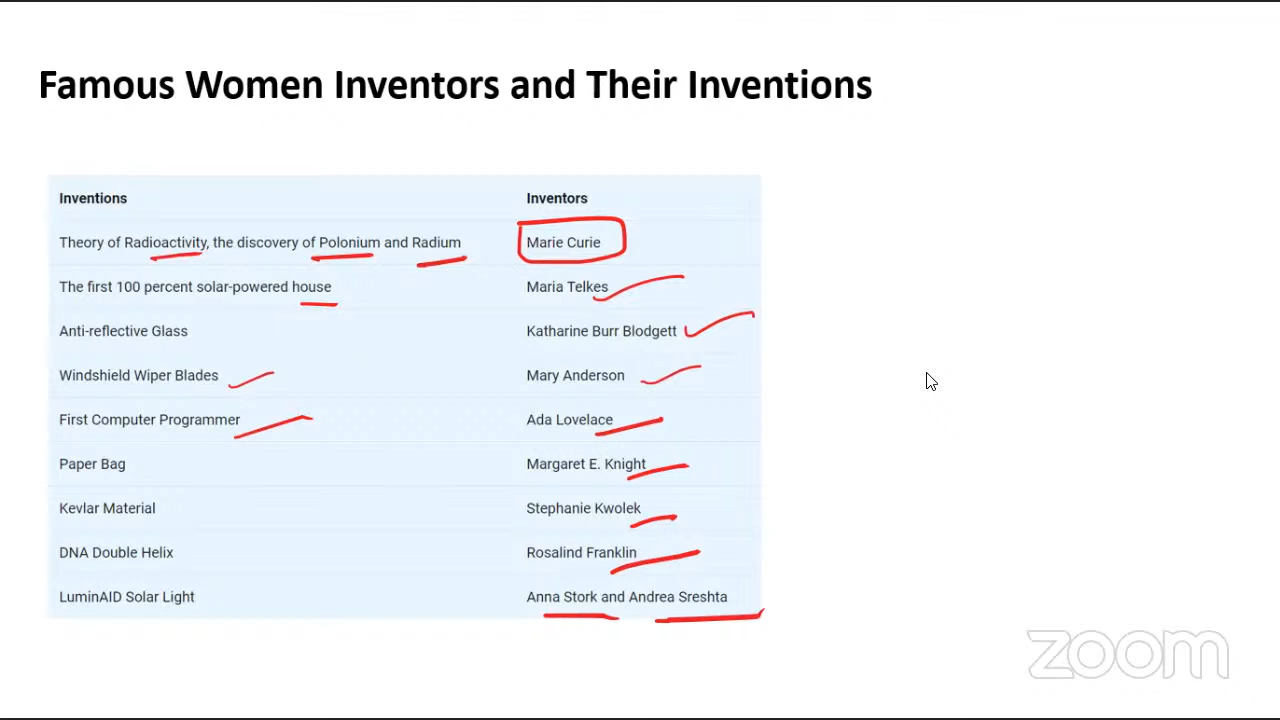 Famous Women Inventors and Their Inventions
Inventions Inventors
Theory of Radioactivity, the discovery of Polonium and Radium Marie Curie
The first 100 percent solar-powered house Maria Telkes
Anti-reflective Glass Katharine Burr Blodgett
Windshield Wiper Blades Mary Anderson
First Computer Programmer Ada Lovelace
Paper Bag Margaret E. Knight
Kevlar Material Stephanie Kwolek
DNA Double Helix Rosalind Franklin
LuminAID Solar Light Anna Stork and Andrea Sreshta
zoom